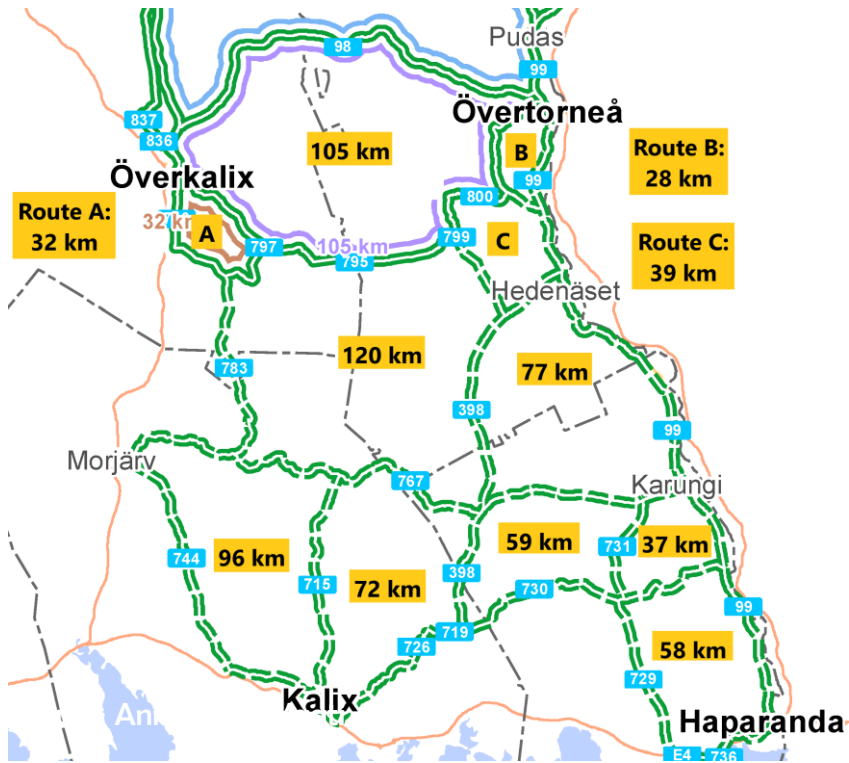 Pudas
98
99
Övertorneå
837
836
105 km
B
Route B:
28 km
Överkalix
99
800
Route A:
32 km
32 km
A
799
C
Route C:
39 km
797
105 km
795
Hedenäset
120 km
783
77 km
398
99
Morjärv
767
Karungi
59 km
731
37 km
744
96 km
715
72 km
398
730
99
719
726
58 km
729
Kalix
Haparanda
E4
736